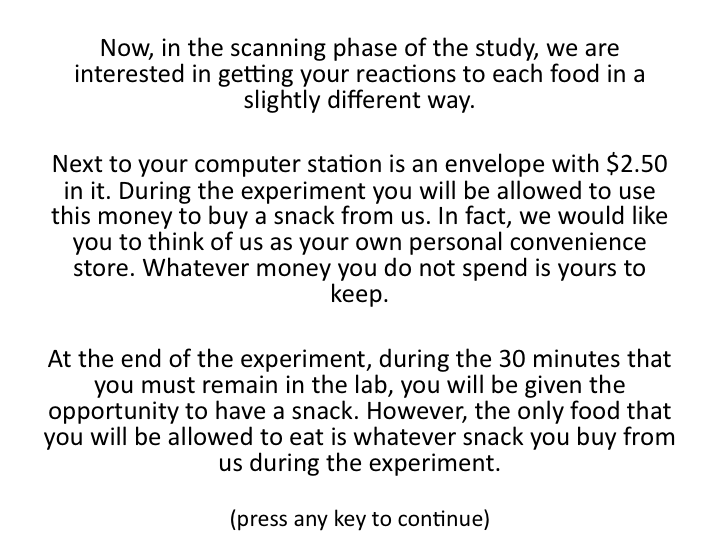 Now, in the scanning phase of the study, we are
interested in getting your reactions to each food in a
slightly different way.
Next to your computer station is an envelope with $2.50
in it. During the experiment you will be allowed to use
this money to buy a snack from us. In fact, we would like
you to think of us as your own personal convenience
store. Whatever money you do not spend is yours to
keep.
At the end of the experiment, during the 30 minutes that
you must remain in the lab, you will be given the
opportunity to have a snack. However, the only food that
you will be allowed to eat is whatever snack you buy from
us during the experiment.
(press any key to continue)